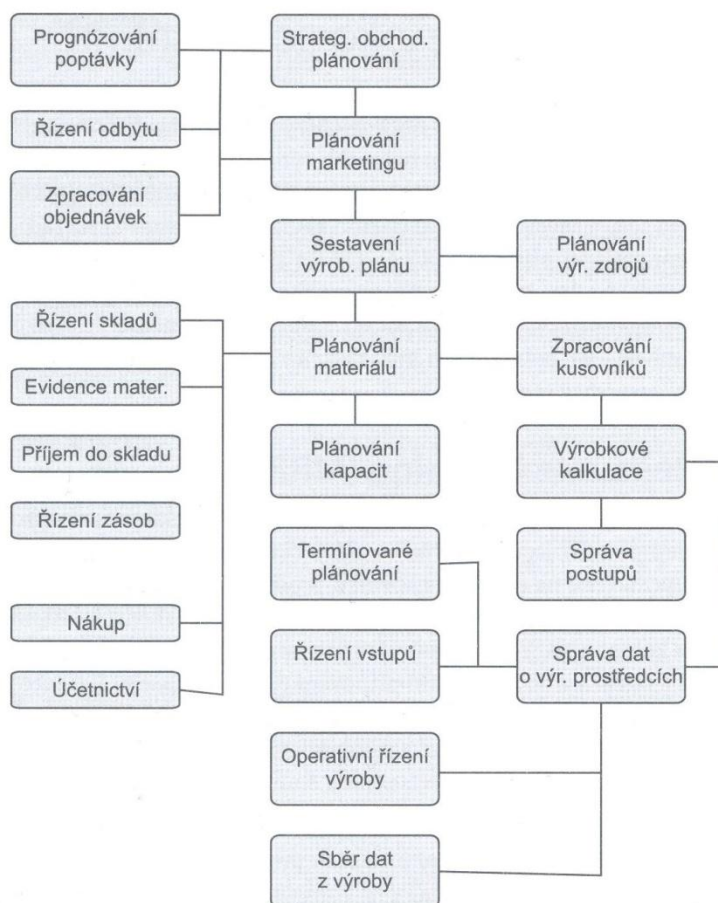 Prognózování
poptávky
Strateg. obchod.
plánování
Řízení odbytu
Plánování
marketingu
Zpracování
objednávek
Sestavení
výrob. plánu
Plánování
výr. zdrojů
Řízení skladů
Plánování
materiálu
Zpracování
kusovníků
Evidence mater.
Příjem do skladu
Plánování
kapacit
Výrobkové
kalkulace
Řízení zásob
Termínované
plánování
Správa
postupů
Nákup
Řízení vstupů
Správa dat
o výr. prostředcích
Účetnictví
Operativní řízení
výroby
Sběr dat
z výroby